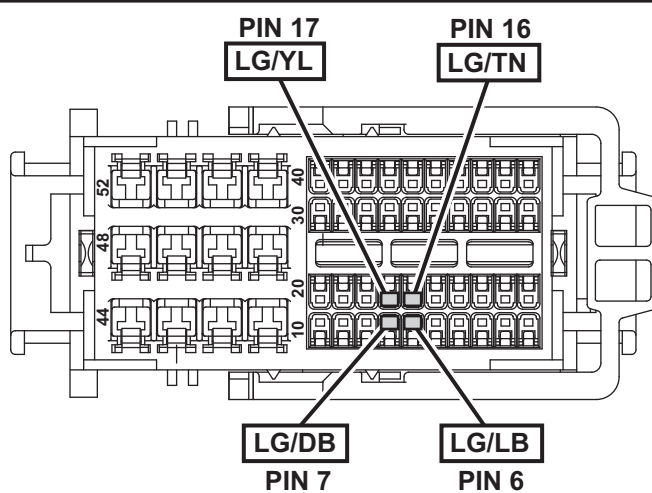 PIN 17
LG/YL
PIN 16
LG/TN
52
40
30
48
20
44
10
LG/DB
PIN 7
LG/LB
PIN 6